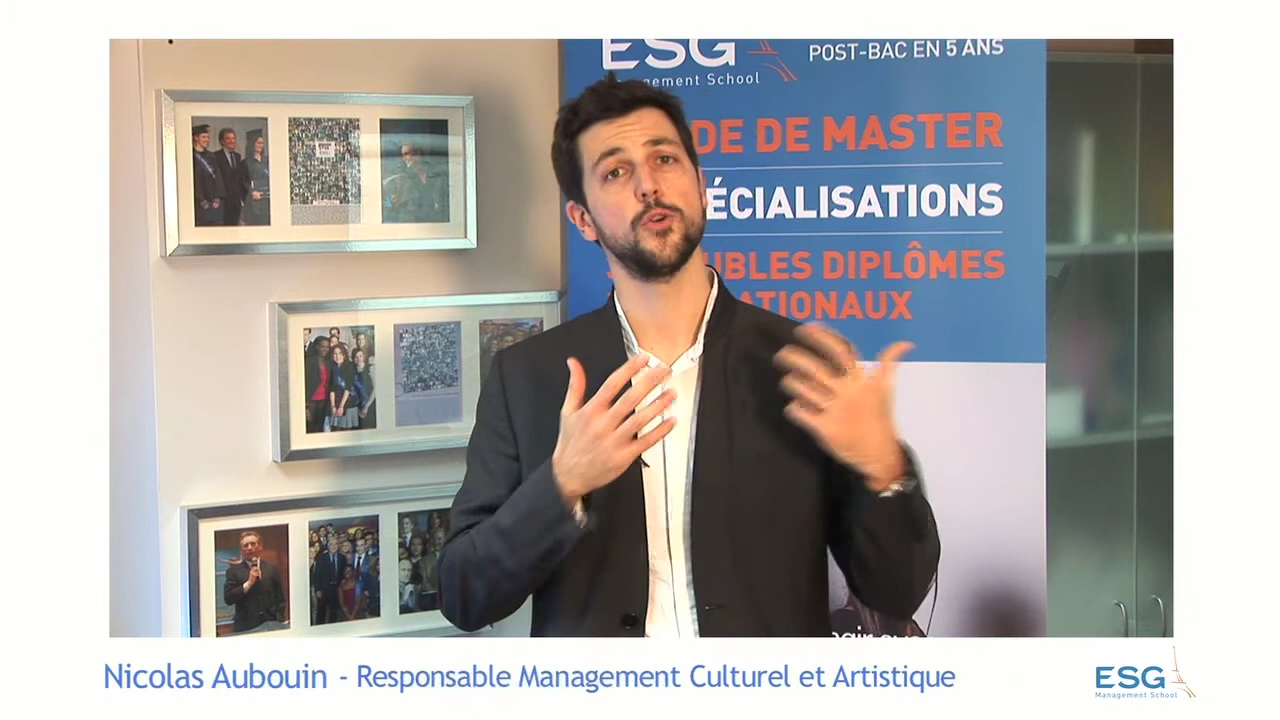 ESG
POST-BAC EN 5 ANS
Management School
DE DE MASTER
ÉCIALISATIONS
UBLES DIPLÔMES
ATIONAUX
Nicolas Aubouin - Responsable Management Culturel et Artistique
ESG
Management School